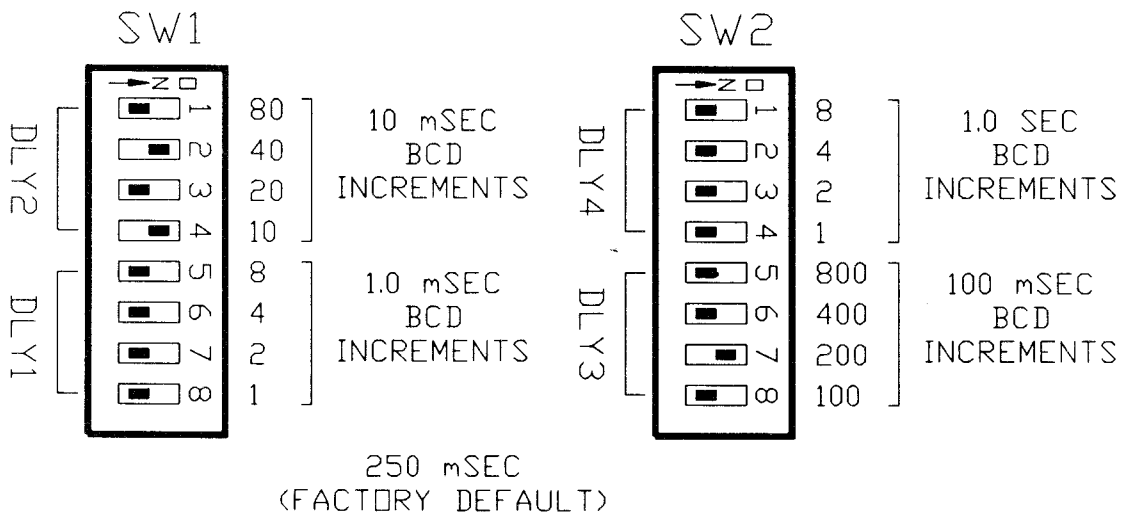 SW1
ON
DLY2
1 80
2 40
3 20
4 10
10 mSEC
BCD
INCREMENTS
DLY1
5 8
6 4
7 2
8 1
1.0 mSEC
BCD
INCREMENTS
SW2
ON
DLY4
1 8
2 4
3 2
4 1
1.0 SEC
BCD
INCREMENTS
DLY3
5 800
6 400
7 200
8 100
100 mSEC
BCD
INCREMENTS
250 mSEC
(FACTORY DEFAULT)